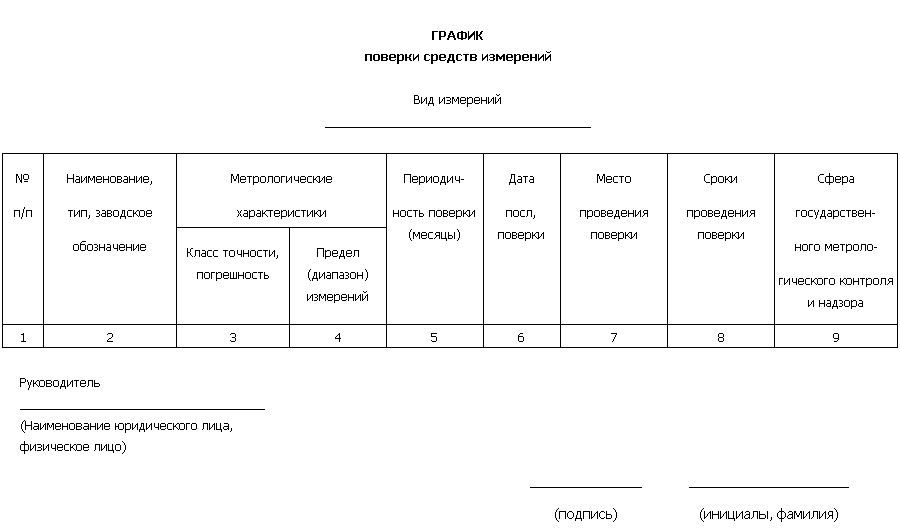 ГРАФИК
поверки средств измерений
Вид измерений
№
п/п
Наименование,
тип, заводское
обозначение
Метрологические
характеристики
Класс точности,
погрешность
Предел
(диапазон)
измерений
Периодич-
ность поверки
(месяцы)
Дата
посл,
поверки
Место
проведения
поверки
Сроки
проведения
поверки
Сфера
государствен-
ного метроло-
гического контроля
и надзора
1 2 3 4 5 6 7 8 9
Руководитель
(Наименование юридического лица,
физическое лицо)
(подпись) (инициалы, фамилия)